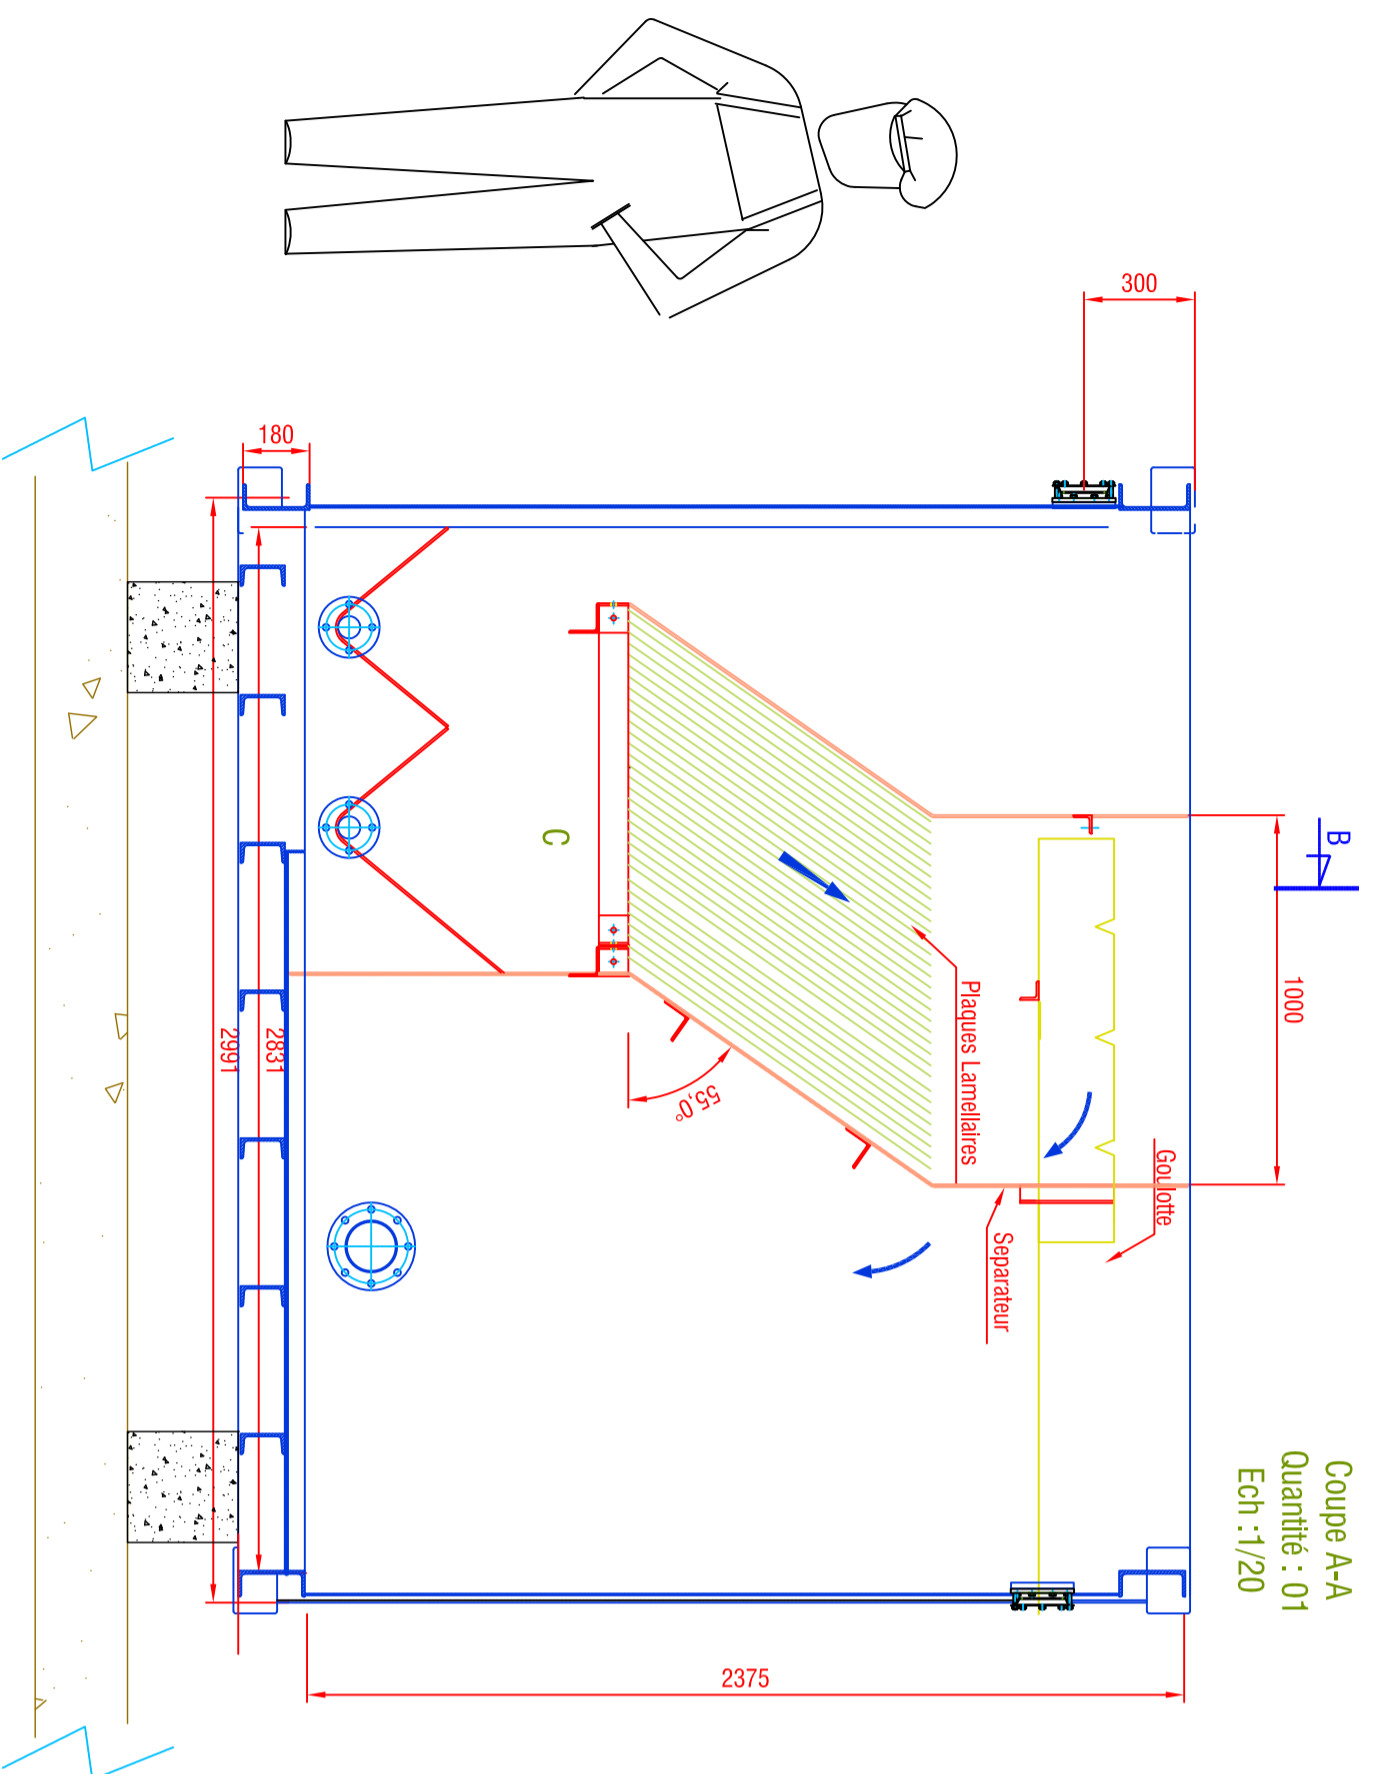 Coupe A-A
Quantité : 01
Ech :1/20
B
1000
300
Goulotte
Separateur
Plaques Lamellaires
55,0°
C
180
2831
2991
2375